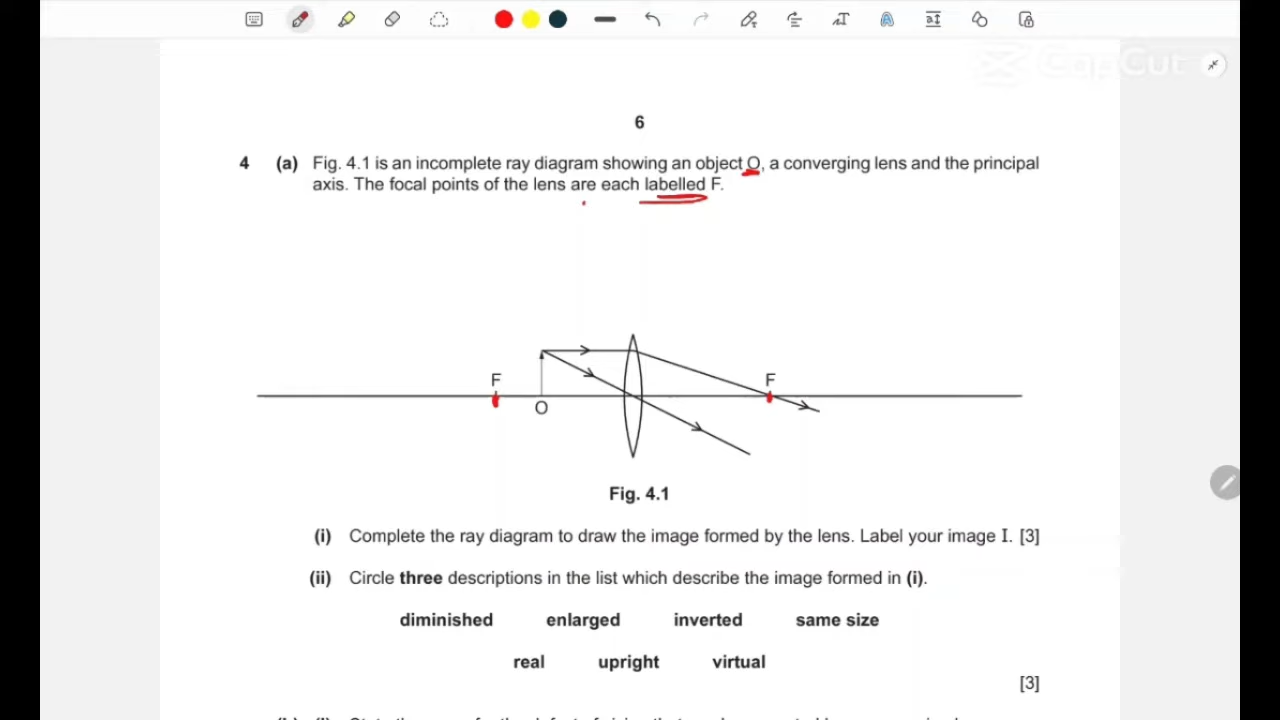 CapCut
6
4 (a) Fig. 4.1 is an incomplete ray diagram showing an object O, a converging lens and the principal
axis. The focal points of the lens are each labelled F.
F
F
O
Fig. 4.1
(i) Complete the ray diagram to draw the image formed by the lens. Label your image I. [3]
(ii) Circle three descriptions in the list which describe the image formed in (i).
diminished enlarged inverted same size
real upright virtual
[3]